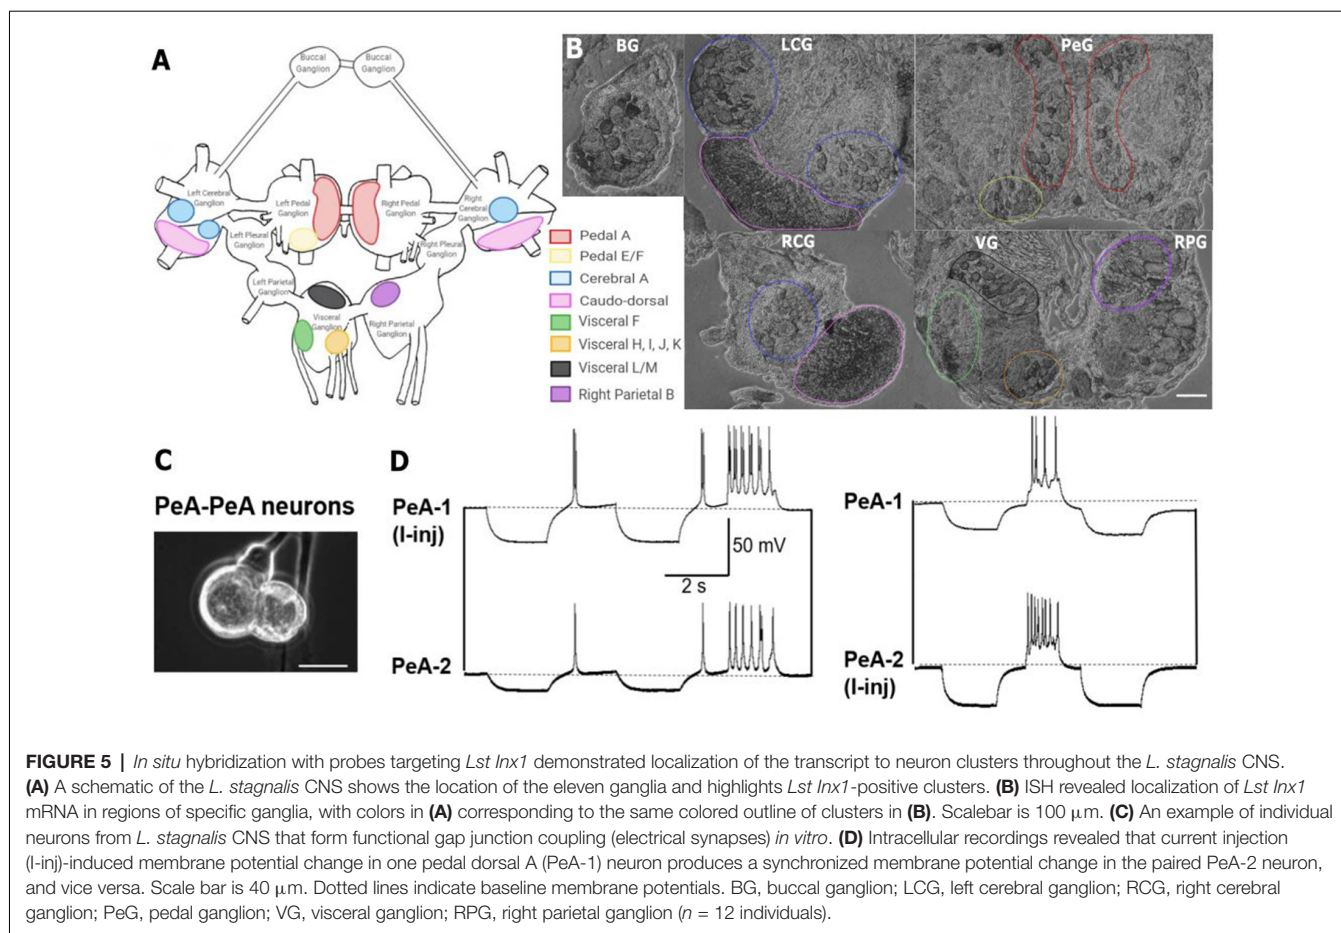 A
Buccal
Ganglion
Buccal
Ganglion
Left Cerebral
Ganglion
Left Pedal
Ganglion
Right Pedal
Ganglion
Right
Cerebral
Ganglion
Left Pleural
Ganglion
Right Pleural
Ganglion
Left Parietal
Ganglion
Visceral
Ganglion
Right Parietal
Ganglion
Pedal A
Pedal E/F
Cerebral A
Caudo-dorsal
Visceral F
Visceral H, I, J, K
Visceral L/M
Right Parietal B
B
BG
LCG
PeG
RCG
VG
RPG
C
PeA-PeA neurons
D
PeA-1
(I-inj)
50 mV
2 s
PeA-2
PeA-1
PeA-2
(I-inj)
FIGURE 5 | In situ hybridization with probes targeting Lst Inx1 demonstrated localization of the transcript to neuron clusters throughout the L. stagnalis CNS.
(A) A schematic of the L. stagnalis CNS shows the location of the eleven ganglia and highlights Lst Inx1-positive clusters. (B) ISH revealed localization of Lst Inx1
mRNA in regions of specific ganglia, with colors in (A) corresponding to the same colored outline of clusters in (B). Scalebar is 100 μm. (C) An example of individual
neurons from L. stagnalis CNS that form functional gap junction coupling (electrical synapses) in vitro. (D) Intracellular recordings revealed that current injection
(I-inj)-induced membrane potential change in one pedal dorsal A (PeA-1) neuron produces a synchronized membrane potential change in the paired PeA-2 neuron,
and vice versa. Scale bar is 40 μm. Dotted lines indicate baseline membrane potentials. BG, buccal ganglion; LCG, left cerebral ganglion; RCG, right cerebral
ganglion; PeG, pedal ganglion; VG, visceral ganglion; RPG, right parietal ganglion (n = 12 individuals).